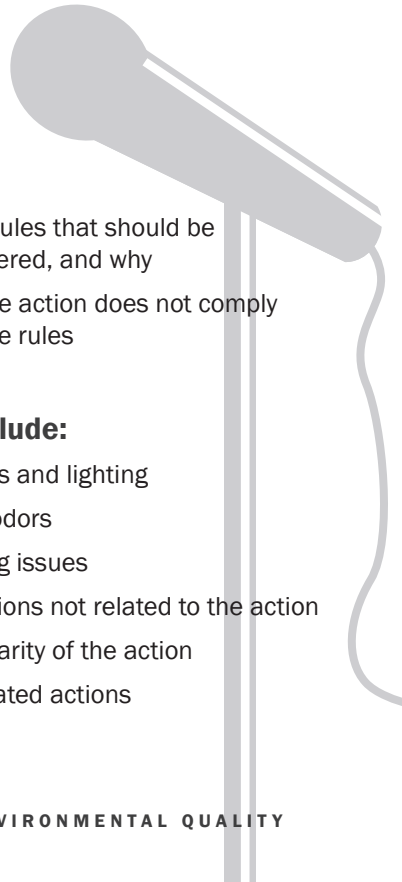 ules that should be
ered, and why
e action does not comply
e rules
lude:
s and lighting
odors
g issues
ions not related to the action
arity of the action
ated actions
VIRONMENTAL QUALITY